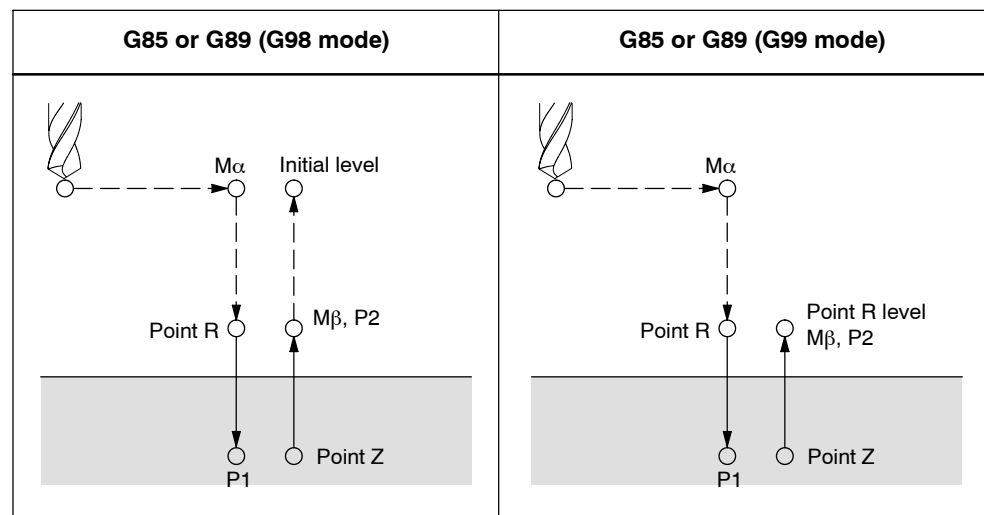 G85 or G89 (G98 mode)
G85 or G89 (G99 mode)
Mα
Initial level
Point R
Mβ, P2
Point Z
P1
Mα
Point R
Point R level
Mβ, P2
Point Z
P1